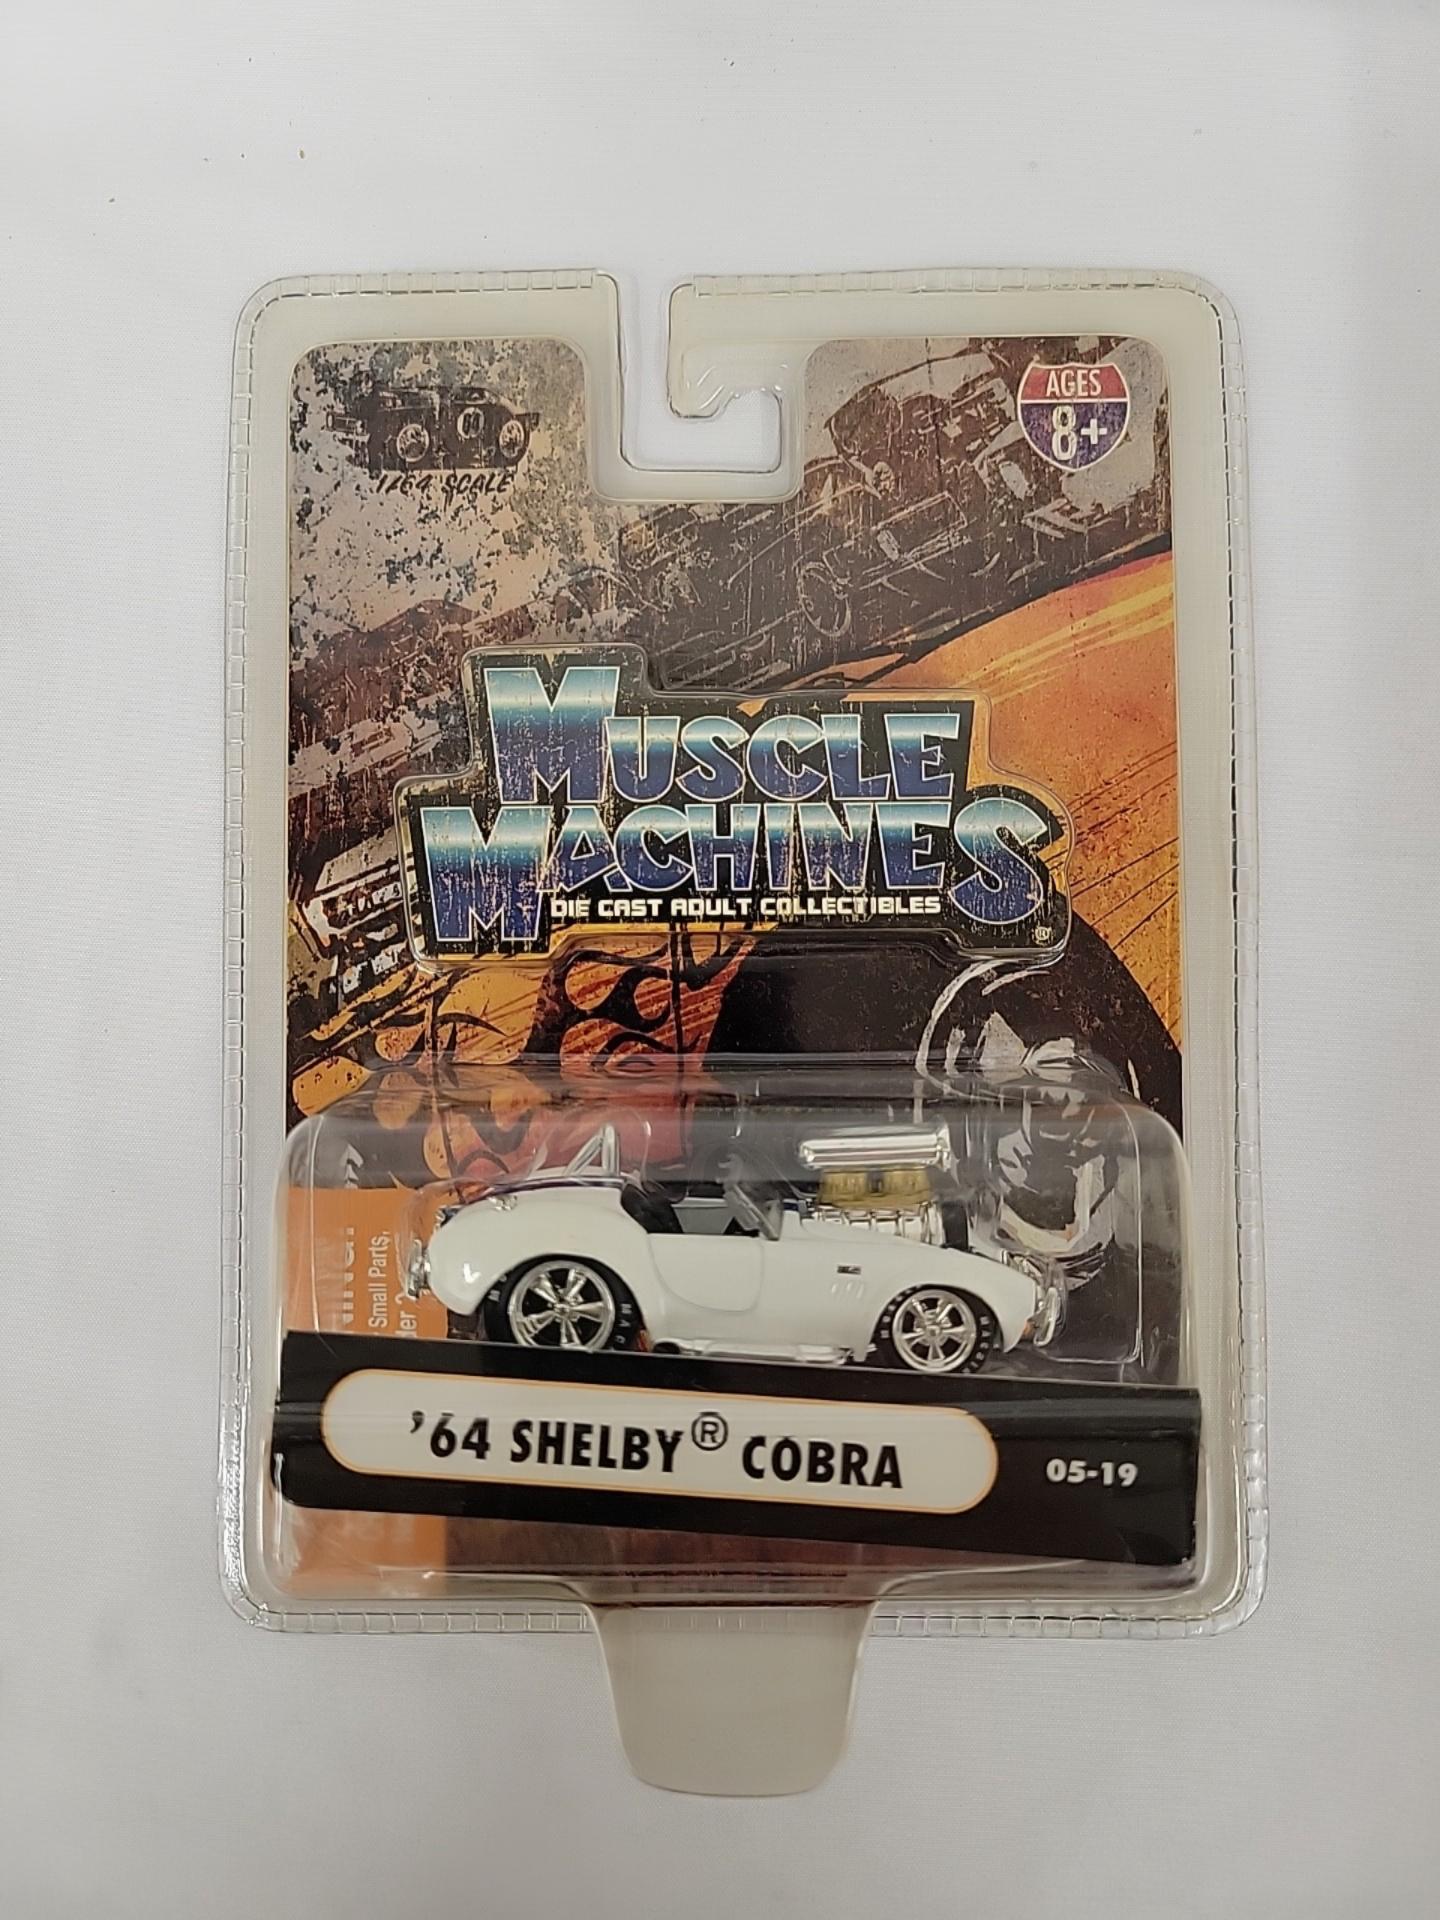 AGES
8+
1/64 SCALE
MUSCLE
MACHINES
DIE CAST ADULT COLLECTIBLES
®
Small Parts,
'64 SHELBY® COBRA
05-19